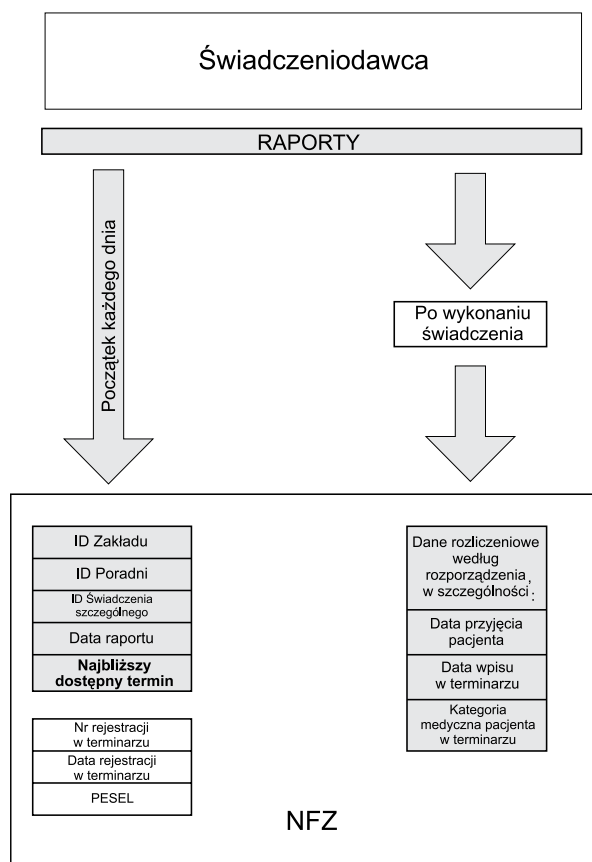 Świadczeniodawca
RAPORTY
Początek każdego dnia
Po wykonaniu
świadczenia
ID Zakładu
ID Poradni
ID Świadczenia
szczególnego
Data raportu
Najbliższy
dostępny termin
Nr rejestracji
w terminarzu
Data rejestracji
w terminarzu
PESEL
Dane rozliczeniowe
według
rozporządzenia,
w szczególności:
Data przyjęcia
pacjenta
Data wpisu
w terminarzu
Kategoria
medyczna pacjenta
w terminarzu
NFZ